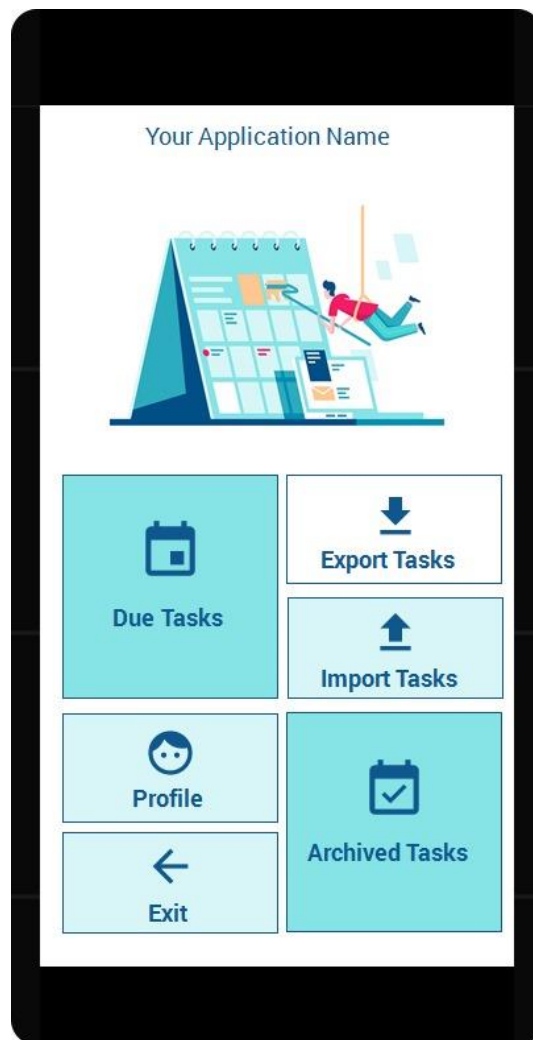 Your Application Name
Due Tasks
Export Tasks
Import Tasks
Profile
Exit
Archived Tasks